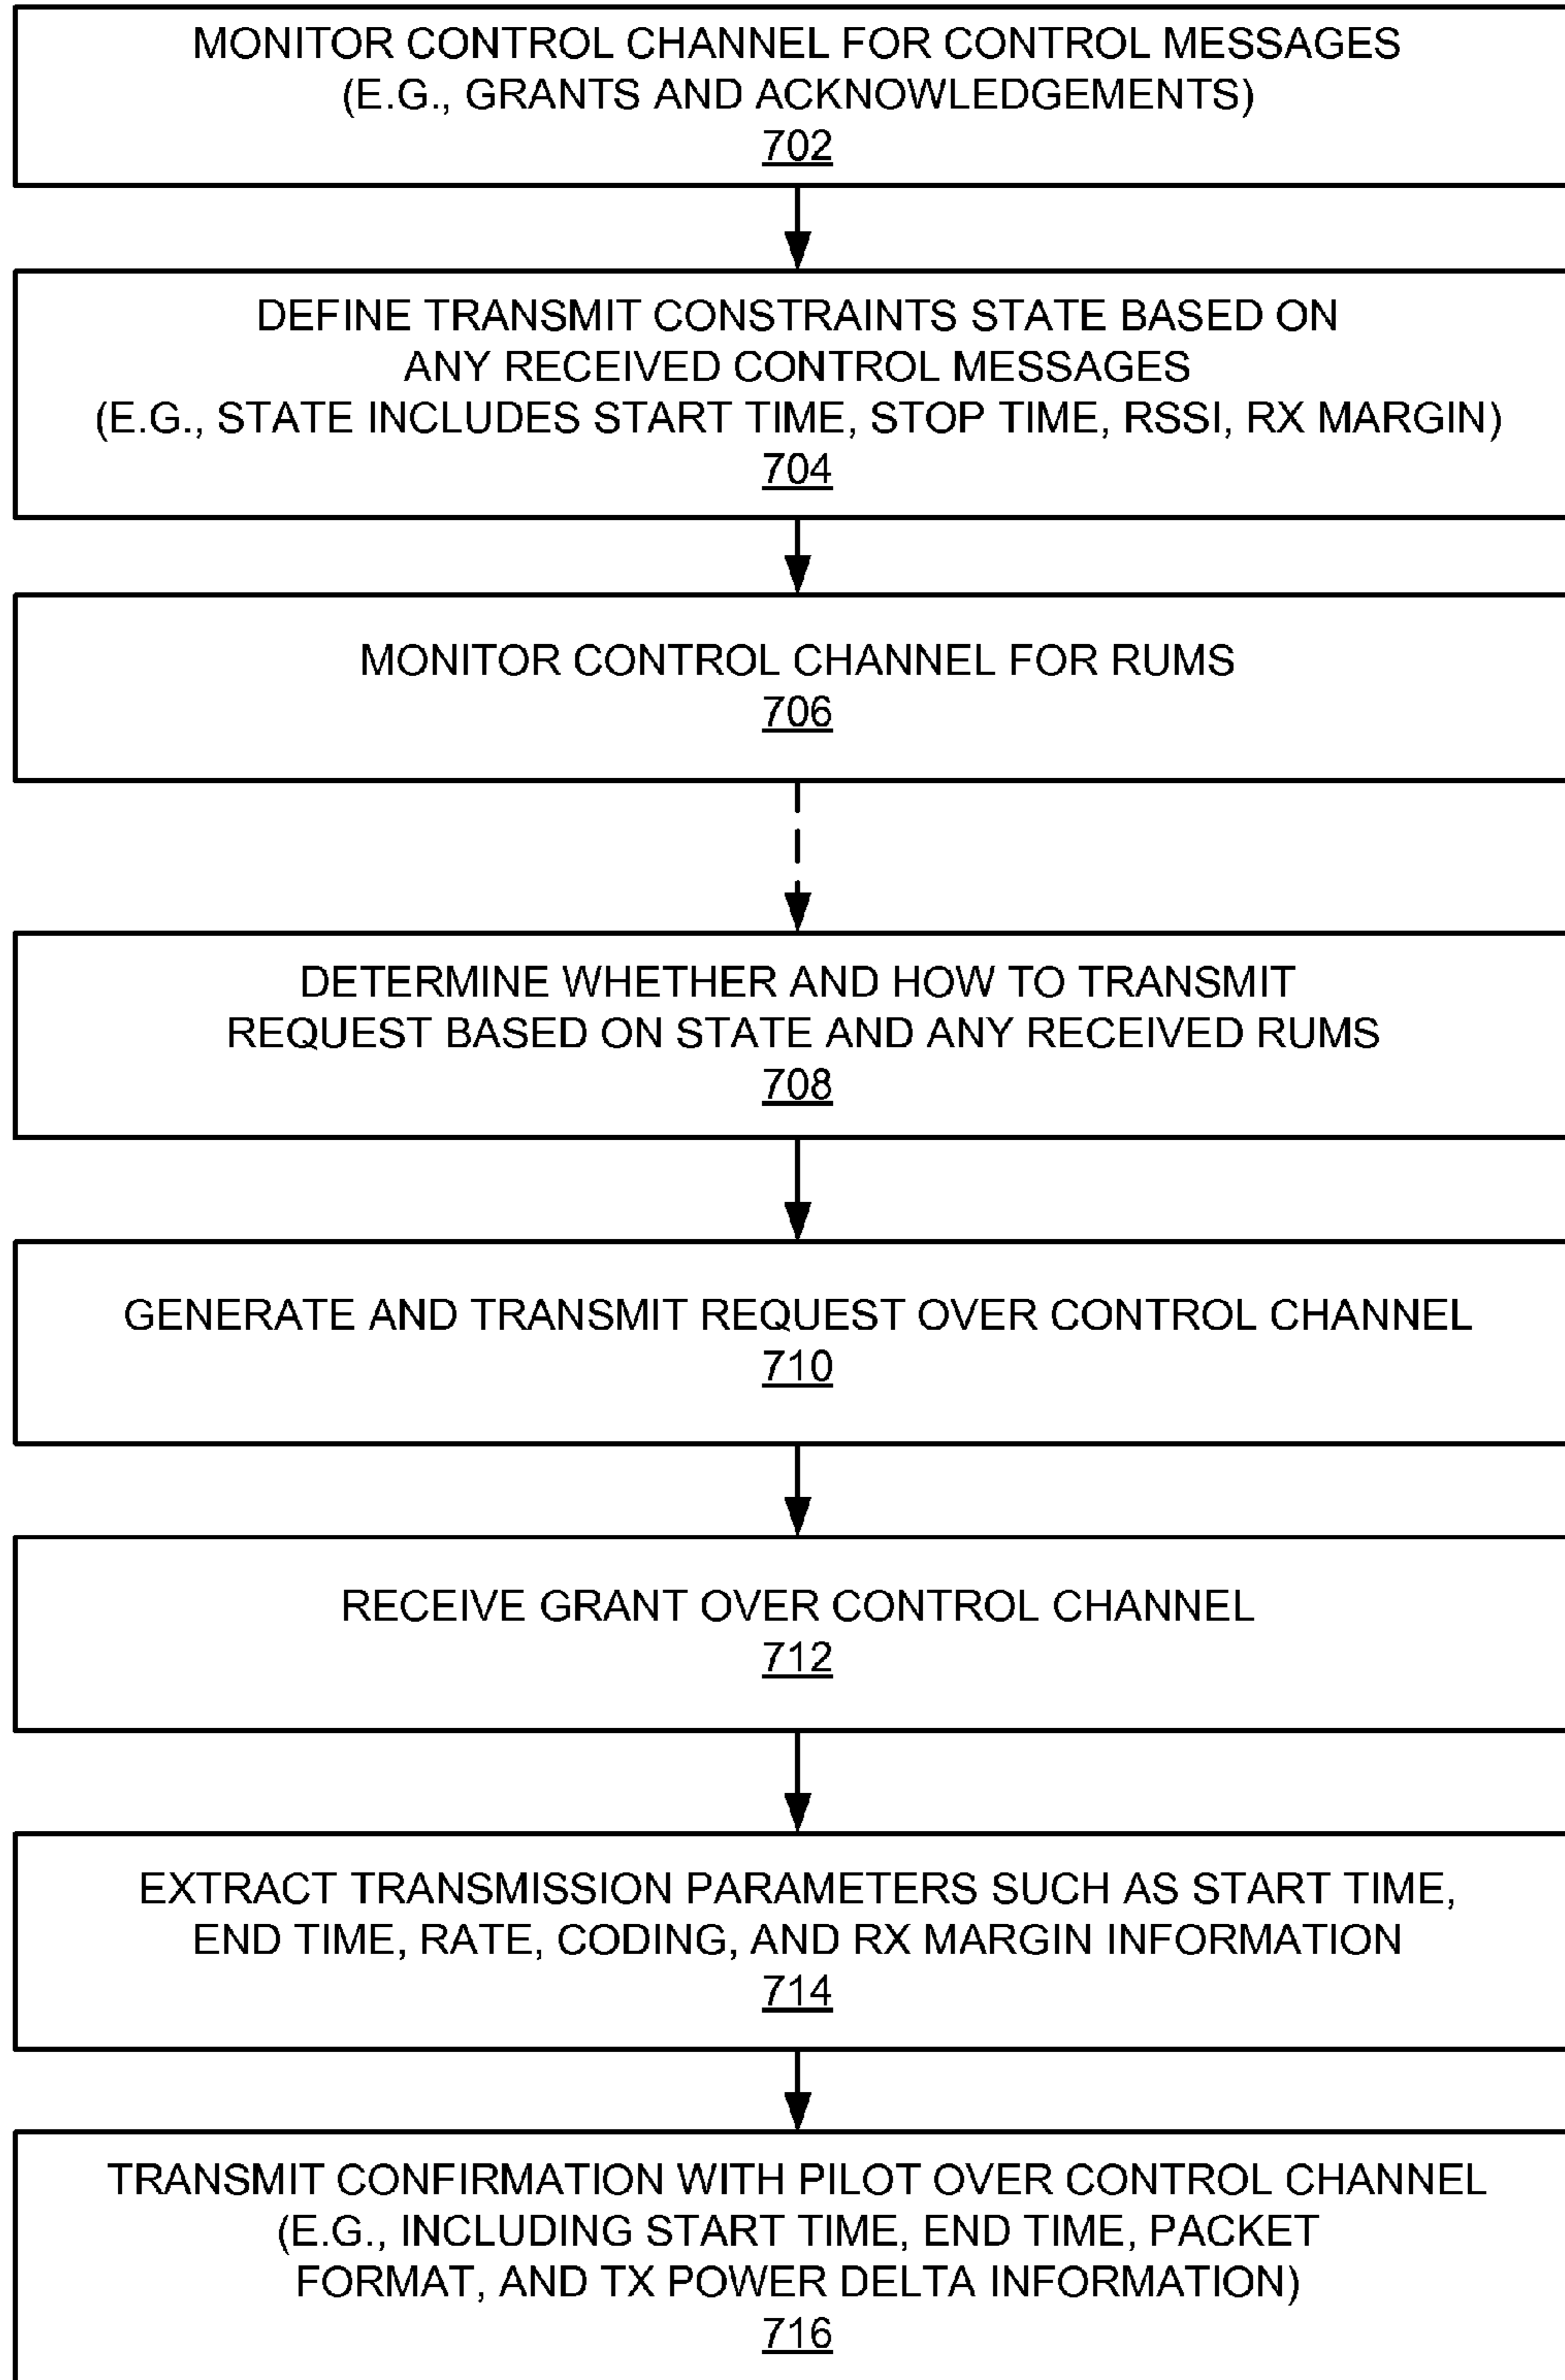 MONITOR CONTROL CHANNEL FOR CONTROL MESSAGES
(E.G., GRANTS AND ACKNOWLEDGEMENTS)
702
DEFINE TRANSMIT CONSTRAINTS STATE BASED ON
ANY RECEIVED CONTROL MESSAGES
(E.G., STATE INCLUDES START TIME, STOP TIME, RSSI, RX MARGIN)
704
MONITOR CONTROL CHANNEL FOR RUMS
706
DETERMINE WHETHER AND HOW TO TRANSMIT
REQUEST BASED ON STATE AND ANY RECEIVED RUMS
708
GENERATE AND TRANSMIT REQUEST OVER CONTROL CHANNEL
710
RECEIVE GRANT OVER CONTROL CHANNEL
712
EXTRACT TRANSMISSION PARAMETERS SUCH AS START TIME,
END TIME, RATE, CODING, AND RX MARGIN INFORMATION
714
TRANSMIT CONFIRMATION WITH PILOT OVER CONTROL CHANNEL
(E.G., INCLUDING START TIME, END TIME, PACKET
FORMAT, AND TX POWER DELTA INFORMATION)
716